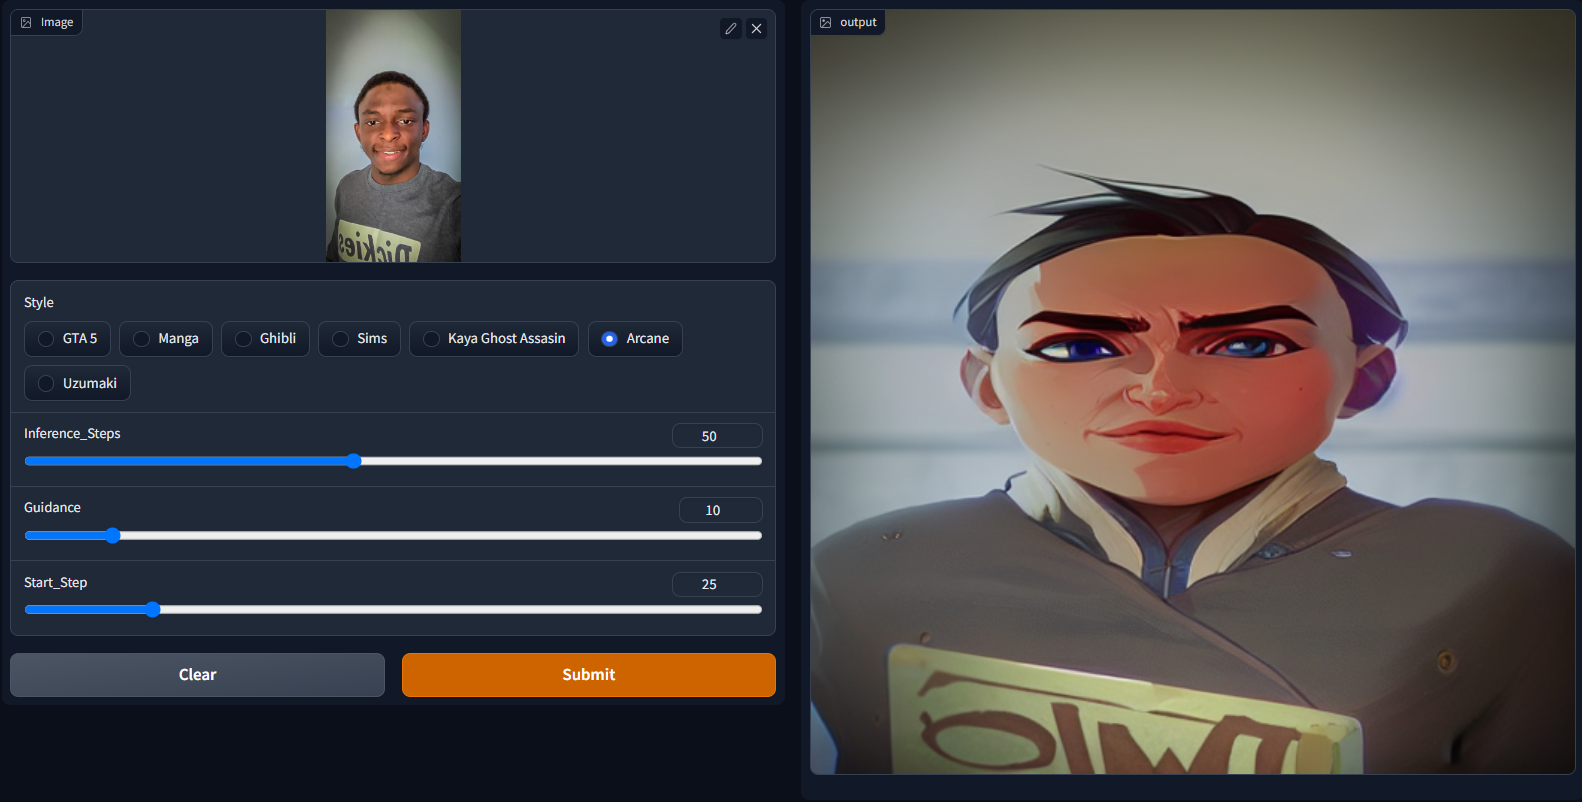 Image
Dickies
Style
GTA 5
Manga
Ghibli
Sims
Kaya Ghost Assasin
Arcane
Uzumaki
Inference_Steps
50
Guidance
10
Start_Step
25
Clear
Submit
output